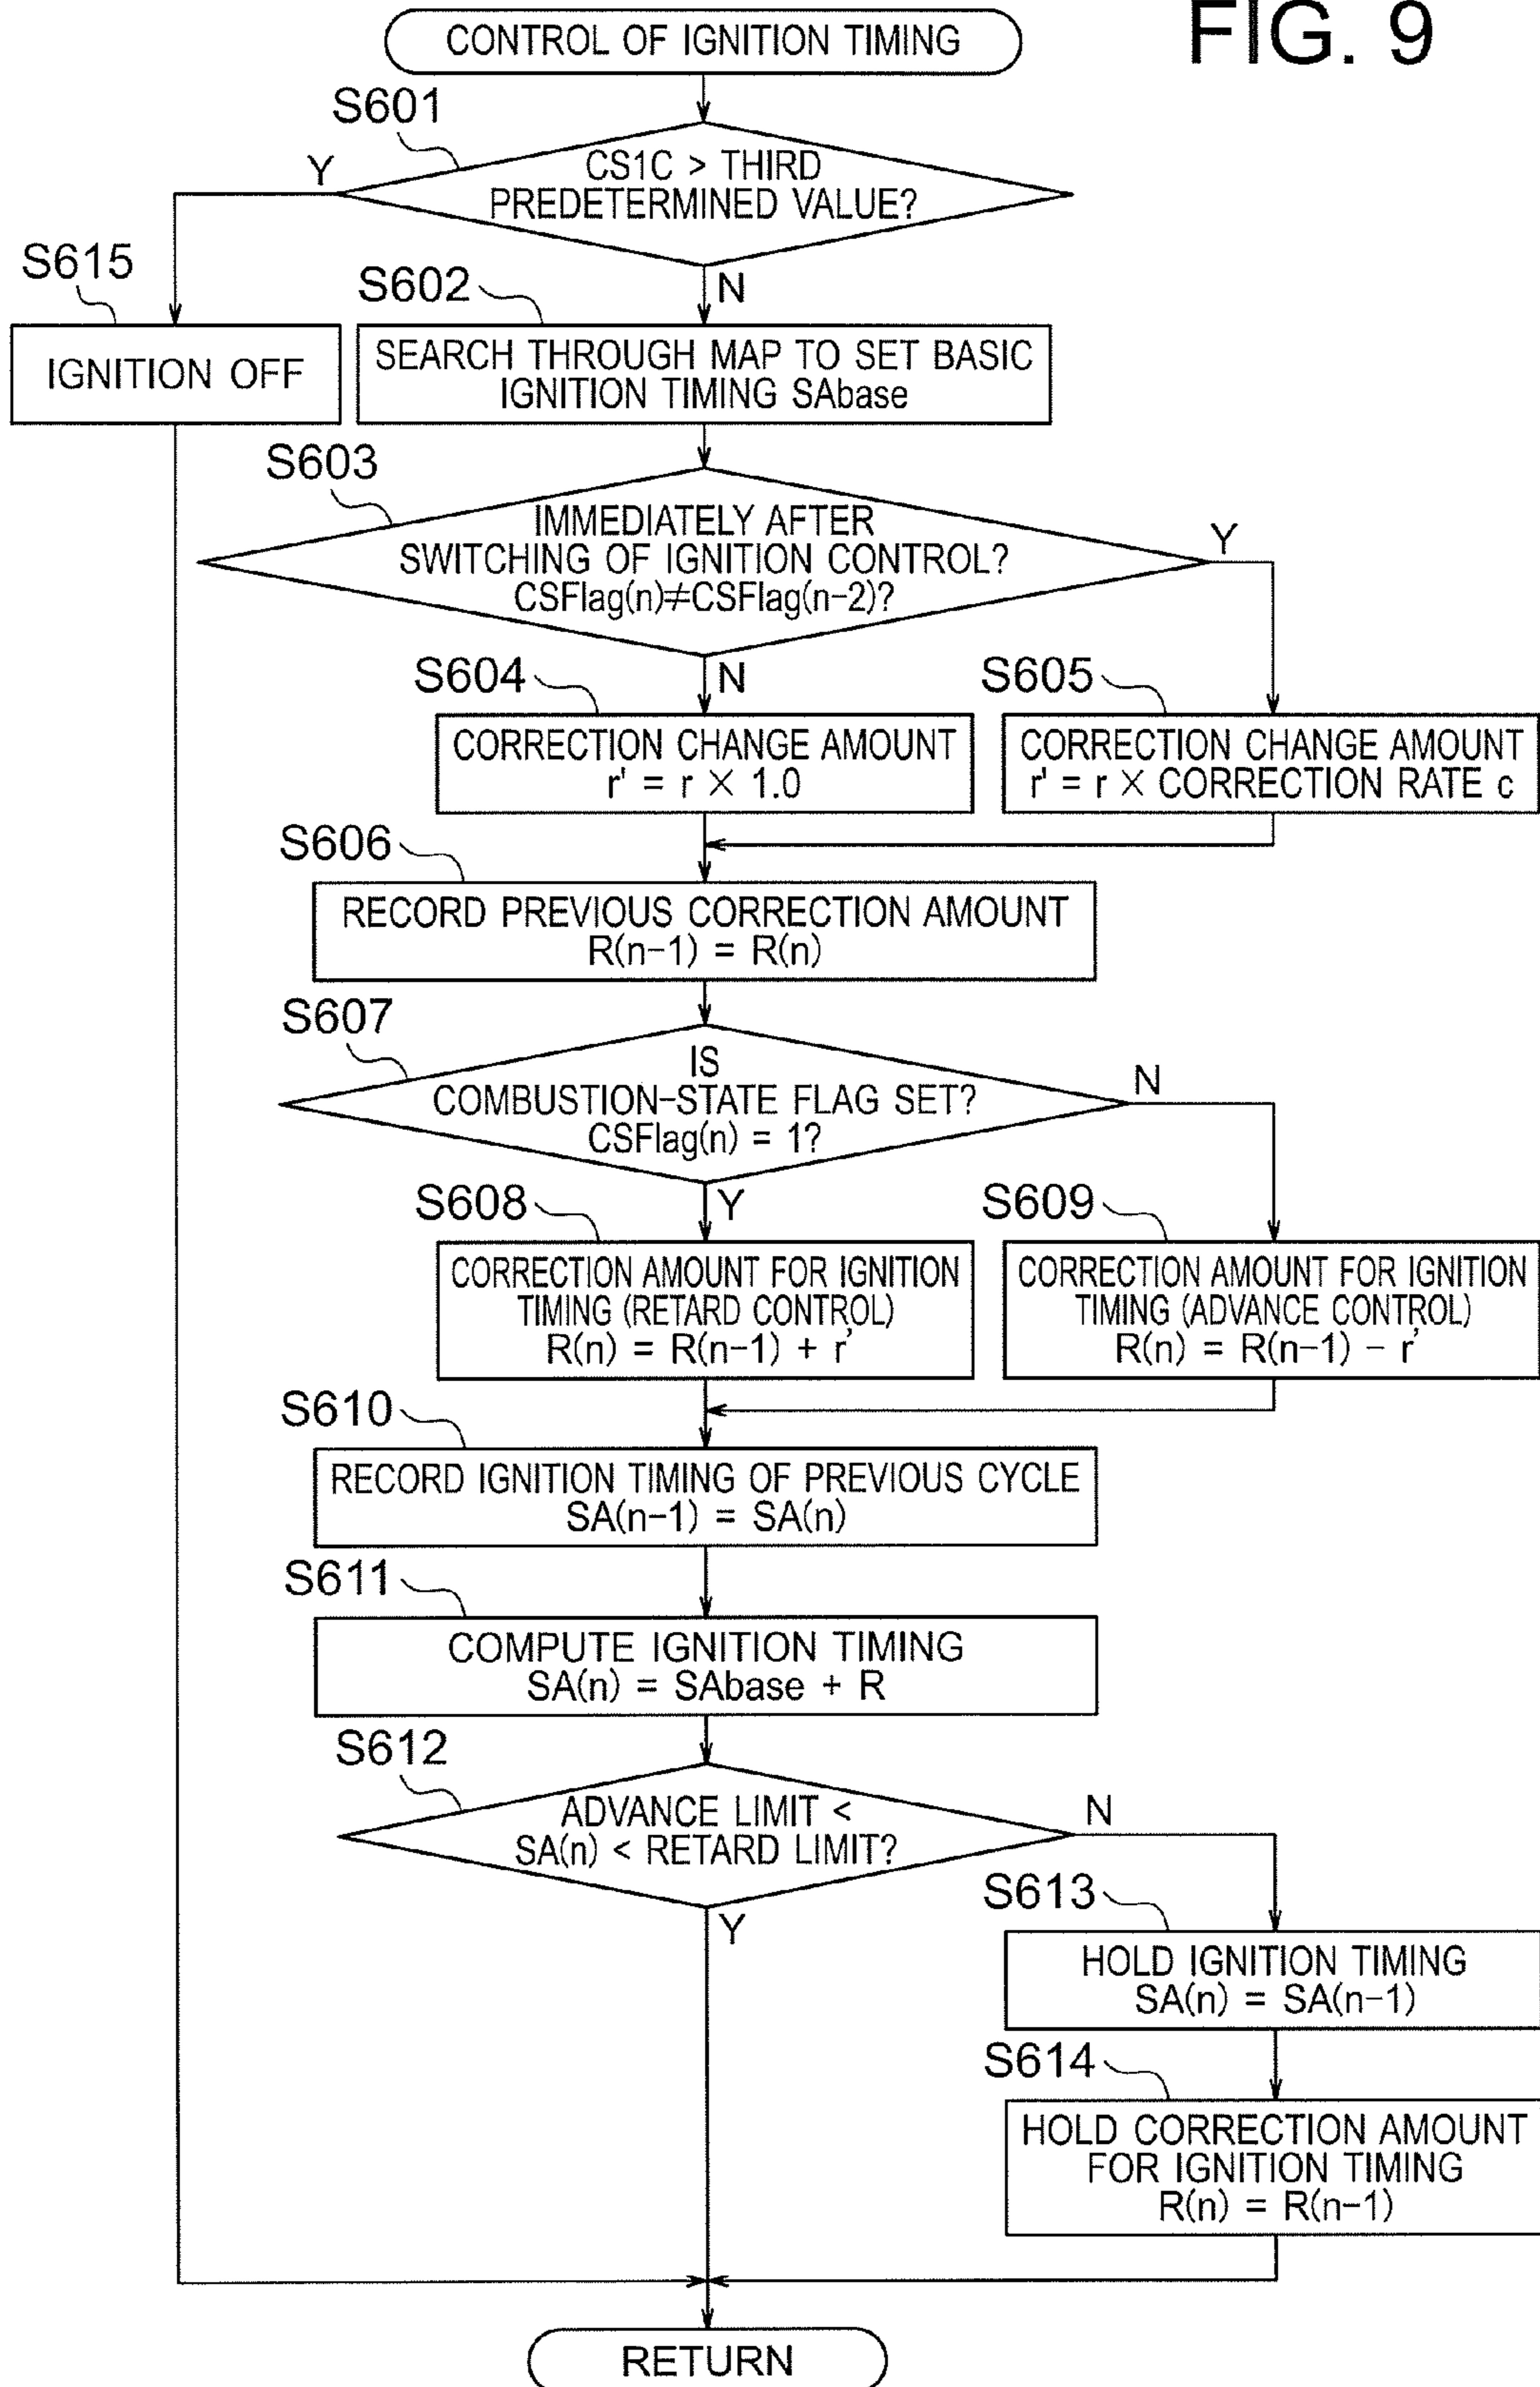 FIG. 9
CONTROL OF IGNITION TIMING
S601
CS1C > THIRD
PREDETERMINED VALUE?
Y
N
S615
IGNITION OFF
S602
SEARCH THROUGH MAP TO SET BASIC
IGNITION TIMING SAbase
S603
IMMEDIATELY AFTER
SWITCHING OF IGNITION CONTROL?
CSFlag(n)≠CSFlag(n-2)?
Y
N
S604
CORRECTION CHANGE AMOUNT
r' = r × 1.0
S605
CORRECTION CHANGE AMOUNT
r' = r × CORRECTION RATE c
S606
RECORD PREVIOUS CORRECTION AMOUNT
R(n-1) = R(n)
S607
IS
COMBUSTION-STATE FLAG SET?
CSFlag(n) = 1?
N
Y
S608
CORRECTION AMOUNT FOR IGNITION
TIMING (RETARD CONTROL)
R(n) = R(n-1) + r'
S609
CORRECTION AMOUNT FOR IGNITION
TIMING (ADVANCE CONTROL)
R(n) = R(n-1) - r'
S610
RECORD IGNITION TIMING OF PREVIOUS CYCLE
SA(n-1) = SA(n)
S611
COMPUTE IGNITION TIMING
SA(n) = SAbase + R
S612
ADVANCE LIMIT <
SA(n) < RETARD LIMIT?
N
Y
S613
HOLD IGNITION TIMING
SA(n) = SA(n-1)
S614
HOLD CORRECTION AMOUNT
FOR IGNITION TIMING
R(n) = R(n-1)
RETURN